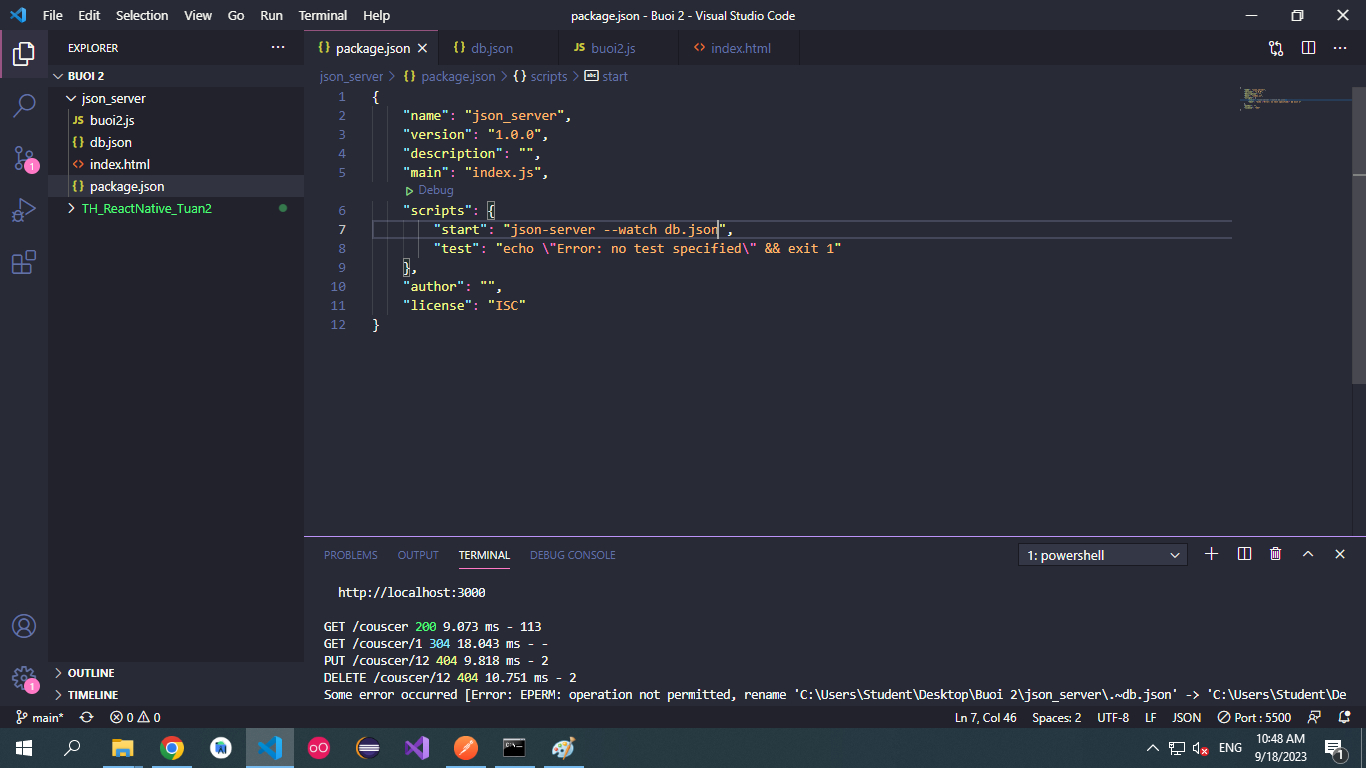 File Edit Selection View Go Run Terminal Help
package.json - Buoi 2 - Visual Studio Code
EXPLORER
BUOI 2
json_server
JS buoi2.js
{} db.json
<> index.html
{} package.json
TH_ReactNative_Tuan2
OUTLINE
TIMELINE
{} package.json
{} db.json
JS buoi2.js
<> index.html
json_server > {} package.json > {} scripts > abc start
1 {
2 "name": "json_server",
3 "version": "1.0.0",
4 "description": "",
5 "main": "index.js",
Debug
6 "scripts": {
7 "start": "json-server --watch db.json",
8 "test": "echo \"Error: no test specified\" && exit 1"
9 },
10 "author": "",
11 "license": "ISC"
12 }
PROBLEMS OUTPUT TERMINAL DEBUG CONSOLE
1: powershell
http://localhost:3000
GET /couscer 200 9.073 ms - 113
GET /couscer/1 304 18.043 ms - -
PUT /couscer/12 404 9.818 ms - 2
DELETE /couscer/12 404 10.751 ms - 2
Some error occurred [Error: EPERM: operation not permitted, rename 'C:\Users\Student\Desktop\Buoi 2\json_server\.~db.json' -> 'C:\Users\Student\De
1
1
main* 0 0
Ln 7, Col 46 Spaces: 2 UTF-8 LF JSON Port : 5500
ENG
10:48 AM
9/18/2023
1